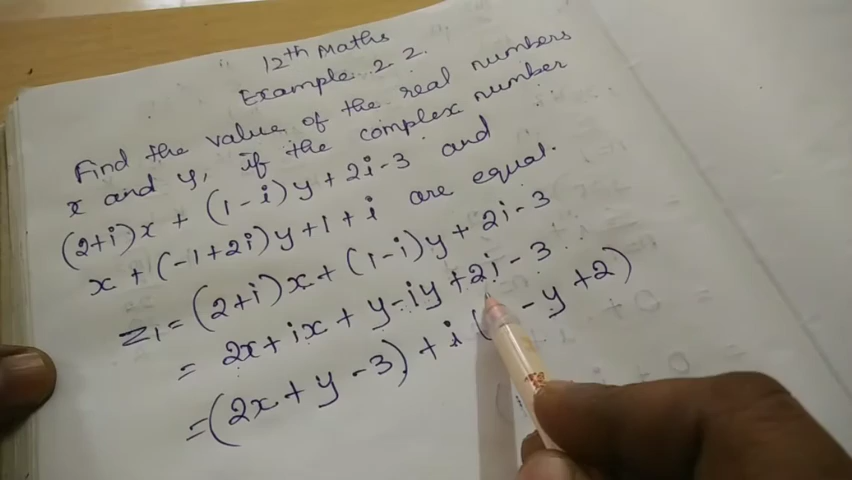 12th Maths
Example 2.2.
Find the value of the real numbers
x and y, if the complex number
(2+i)x + (1-i)y + 2i-3 and
x + (-1+2i)y + 1 + i are equal.
z1 = (2+i)x + (1-i)y + 2i-3
= 2x + ix + y - iy + 2i - 3
= (2x + y - 3) + i ( - y + 2)